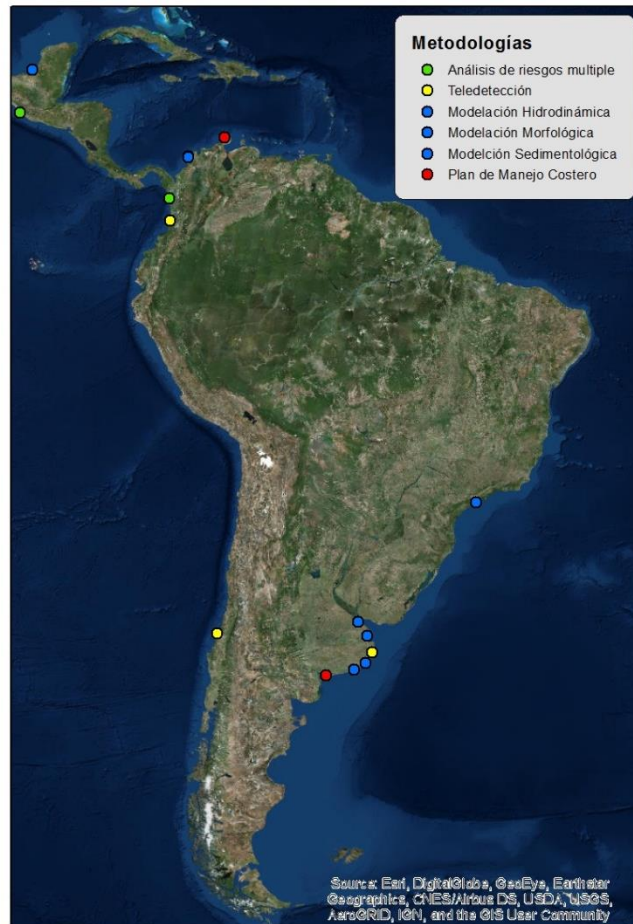 Metodologías
Análisis de riesgos multiple
Teledetección
Modelación Hidrodinámica
Modelación Morfológica
Modelción Sedimentológica
Plan de Manejo Costero
Source: Esri, DigitalGlobe, GeoEye, Earthstar
Geographics, CNES/Airbus DS, USDA, USGS,
AeroGRID, IGN, and the GIS User Community